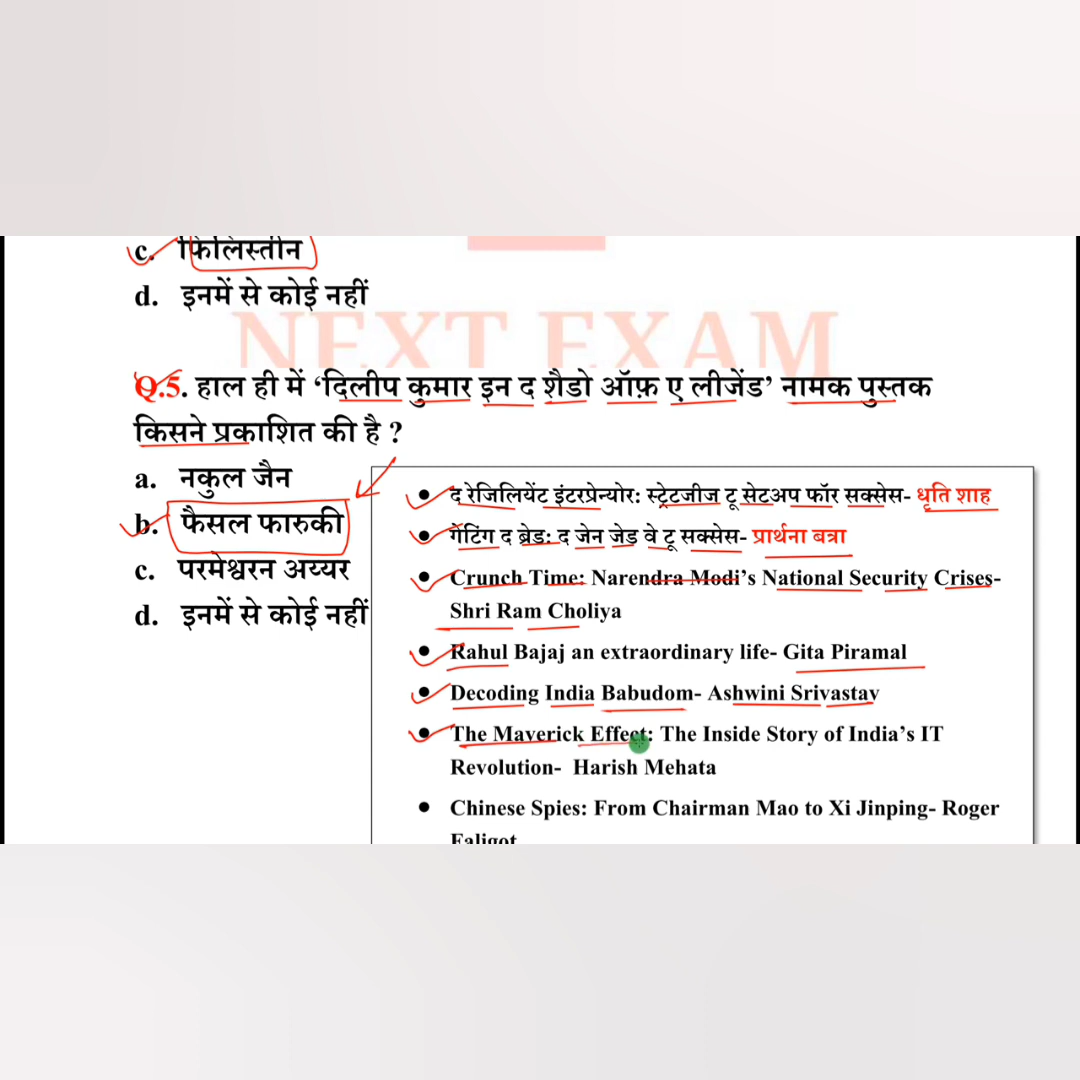 c. फिलिस्तीन
d. इनमें से कोई नहीं
NEXT EXAM
Q.5. हाल ही में ‘दिलीप कुमार इन द शैडो ऑफ़ ए लीजेंड’ नामक पुस्तक
किसने प्रकाशित की है ?
a. नकुल जैन
b. फैसल फारुकी
c. परमेश्वरन अय्यर
d. इनमें से कोई नहीं
• द रेजिलियेंट इंटरप्रेन्योर: स्ट्रेटजीज टू सेटअप फॉर सक्सेस- धृति शाह
• गेंटिंग द ब्रेड: द जेन जेड वे टू सक्सेस- प्रार्थना बत्रा
• Crunch Time: Narendra Modi’s National Security Crises-
Shri Ram Choliya
• Rahul Bajaj an extraordinary life- Gita Piramal
• Decoding India Babudom- Ashwini Srivastav
• The Maverick Effect: The Inside Story of India’s IT
Revolution- Harish Mehata
• Chinese Spies: From Chairman Mao to Xi Jinping- Roger
Faligot